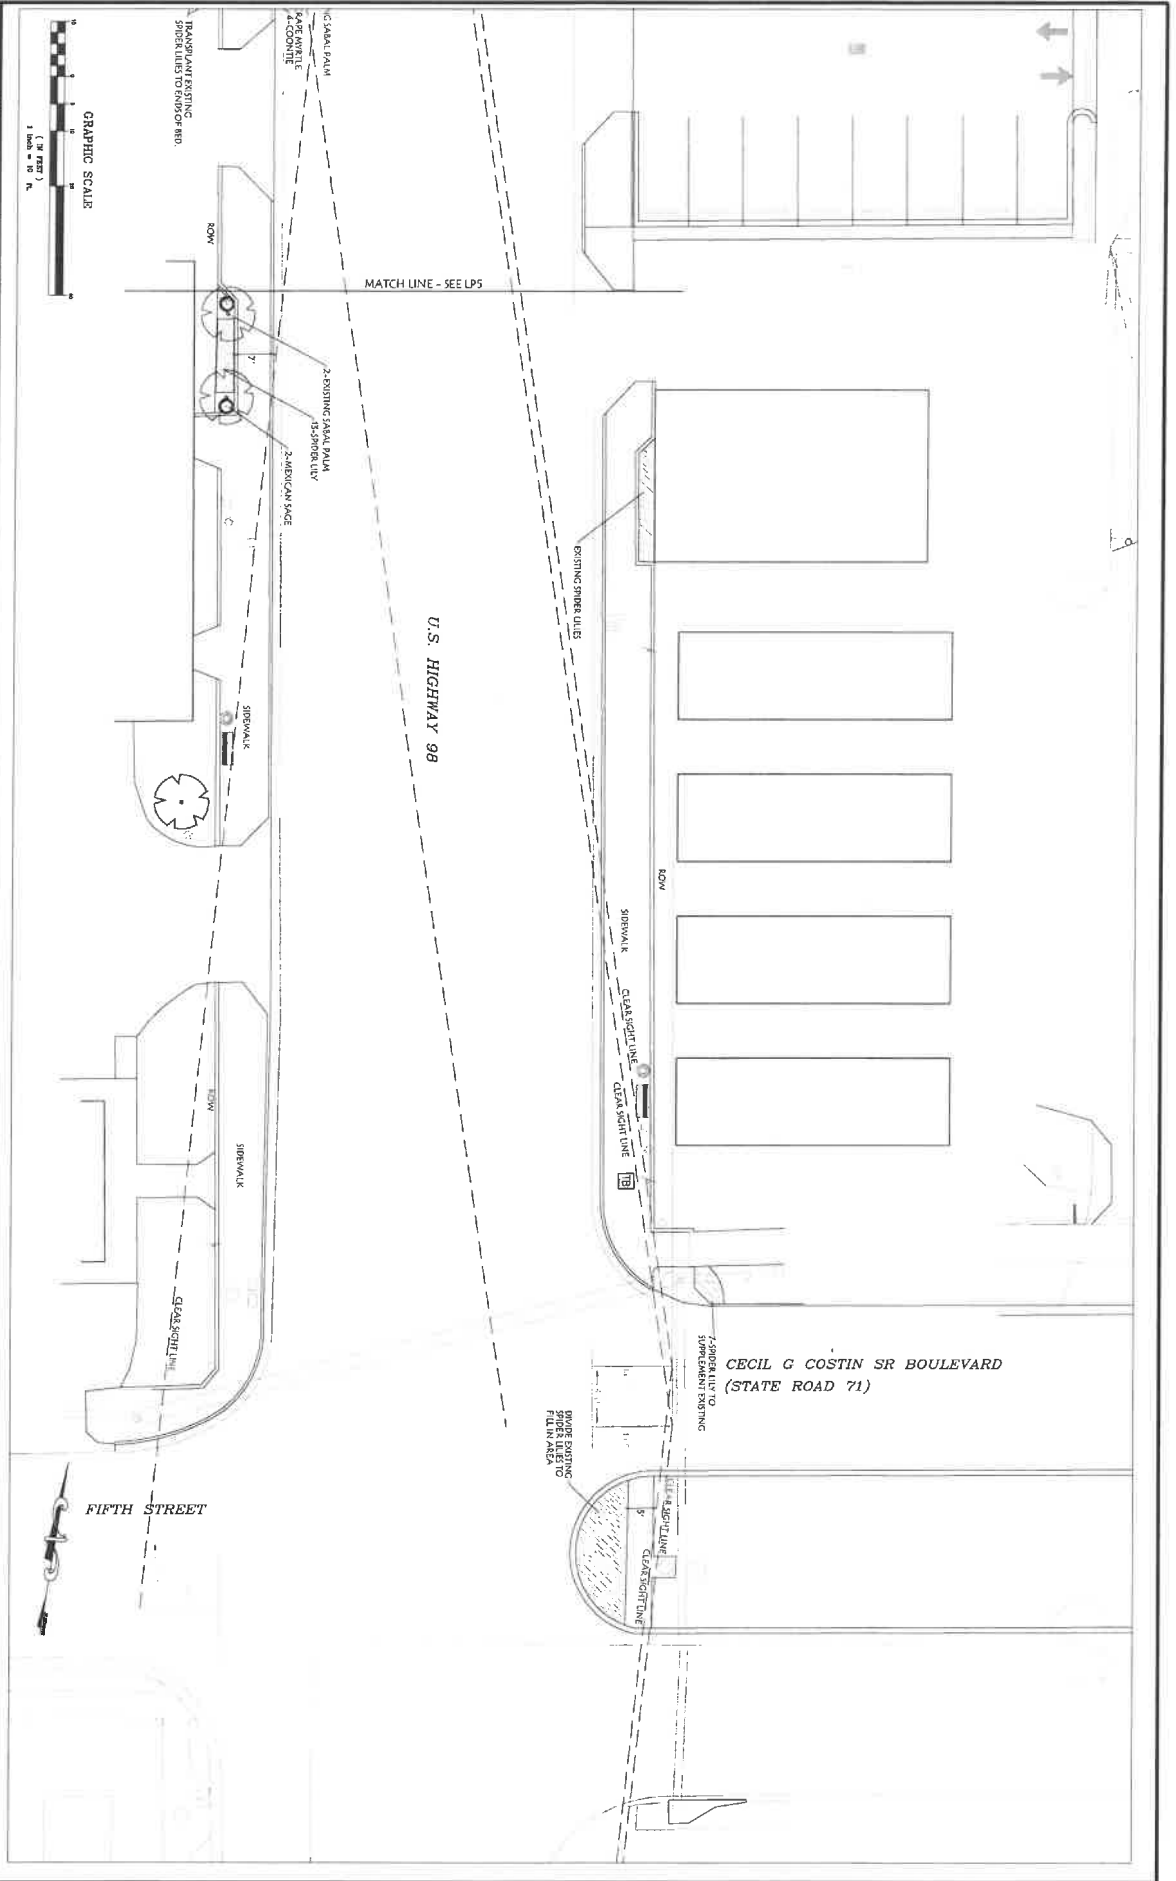 NG SABAL PALM
RAPE MYRTLE
4-COONTIE
TRANSPLANT EXISTING
SPIDER LILIES TO ENDS OF BED.
GRAPHIC SCALE
( IN FEET )
1 inch = 10 ft.
ROW
MATCH LINE - SEE LP5
7'
2-EXISTING SABAL PALM
13-SPIDER LILY
2-MEXICAN SAGE
EXISTING SPIDER LILIES
U.S. HIGHWAY 98
SIDEWALK
ROW
SIDEWALK
CLEAR SIGHT LINE
CLEAR SIGHT LINE
TB
ROW
SIDEWALK
CLEAR SIGHT LINE
7-SPIDER LILY TO
SUPPLEMENT EXISTING
CECIL G COSTIN SR BOULEVARD
(STATE ROAD 71)
DIVIDE EXISTING
SPIDER LILIES TO
FILL IN AREA
5'
CLEAR SIGHT LINE
CLEAR SIGHT LINE
FIFTH STREET